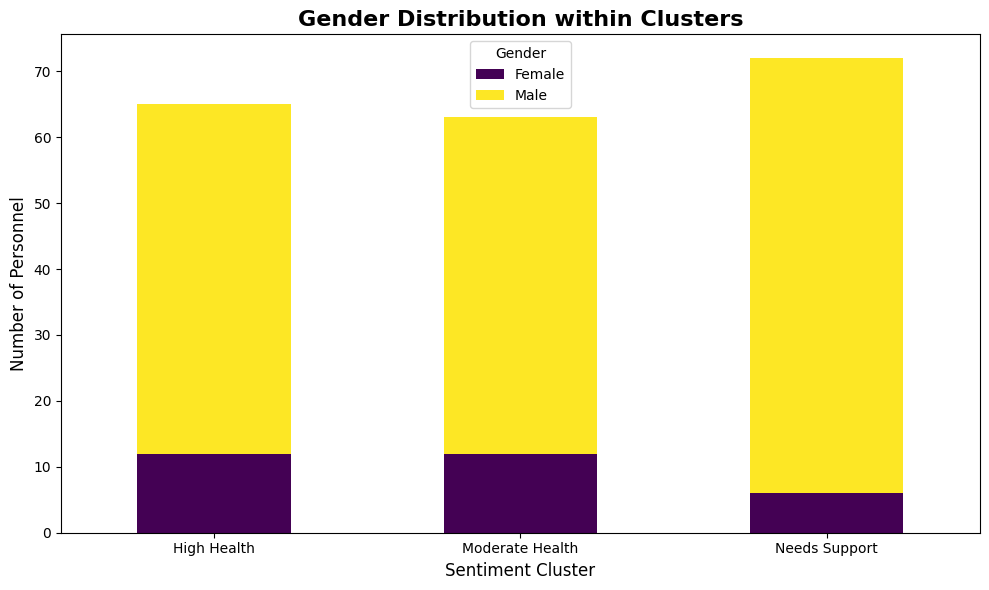 Gender Distribution within Clusters
Gender
Female
Male
Number of Personnel
70
60
50
40
30
20
10
0
High Health Moderate Health Needs Support
Sentiment Cluster